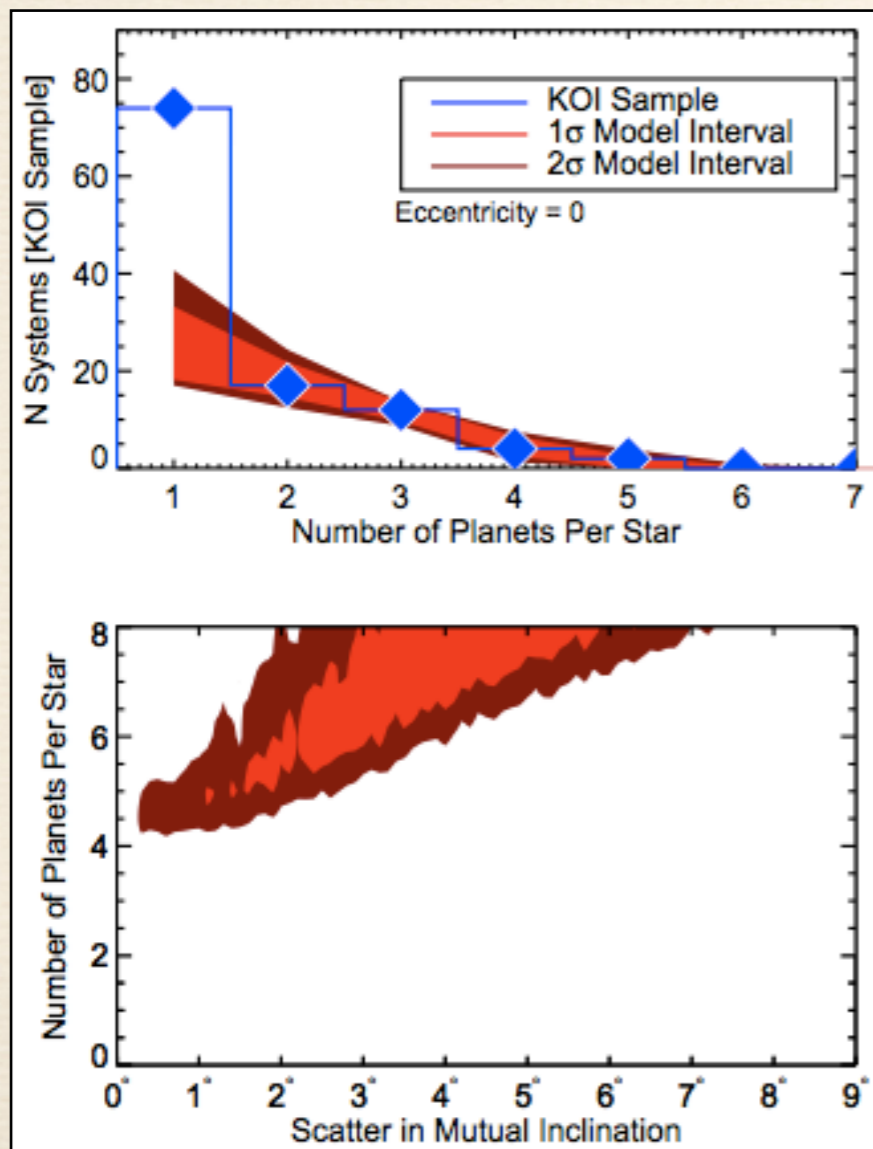 80
60
40
20
0
N Systems [KOI Sample]
KOI Sample
1σ Model Interval
2σ Model Interval
Eccentricity = 0
1 2 3 4 5 6 7
Number of Planets Per Star
8
6
4
2
0
Number of Planets Per Star
0° 1° 2° 3° 4° 5° 6° 7° 8° 9°
Scatter in Mutual Inclination